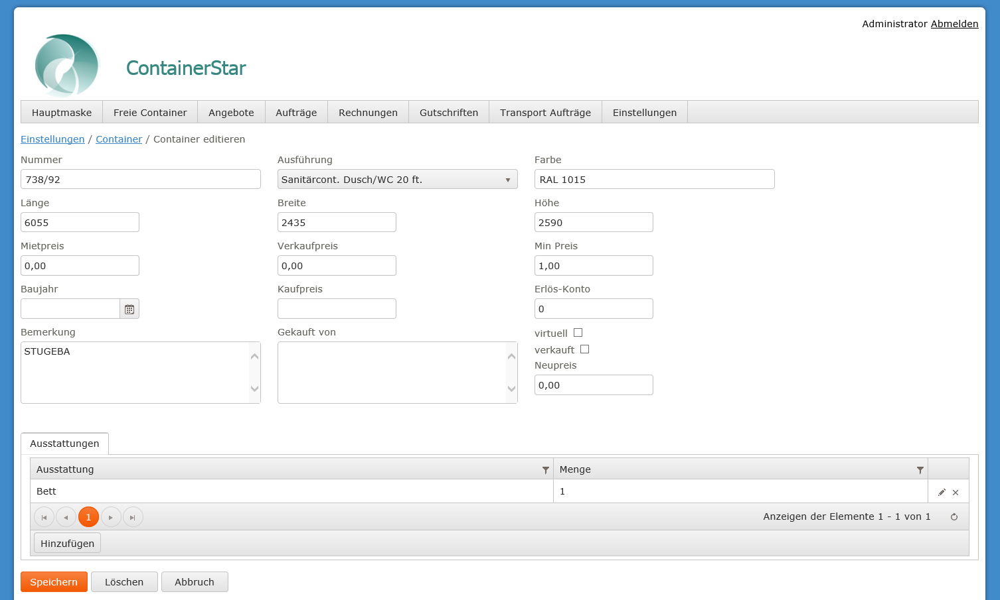 Administrator Abmelden
ContainerStar
Hauptmaske Freie Container Angebote Aufträge Rechnungen Gutschriften Transport Aufträge Einstellungen
Einstellungen / Container / Container editieren
Nummer Ausführung Farbe
738/92 Sanitärcont. Dusch/WC 20 ft. RAL 1015
Länge Breite Höhe
6055 2435 2590
Mietpreis Verkaufpreis Min Preis
0,00 0,00 1,00
Baujahr Kaufpreis Erlös-Konto
0
Bemerkung Gekauft von virtuell
STUGEBA verkauft
Neupreis
0,00
Ausstattungen
Ausstattung Menge
Bett 1
1 Anzeigen der Elemente 1 - 1 von 1
Hinzufügen
Speichern Löschen Abbruch